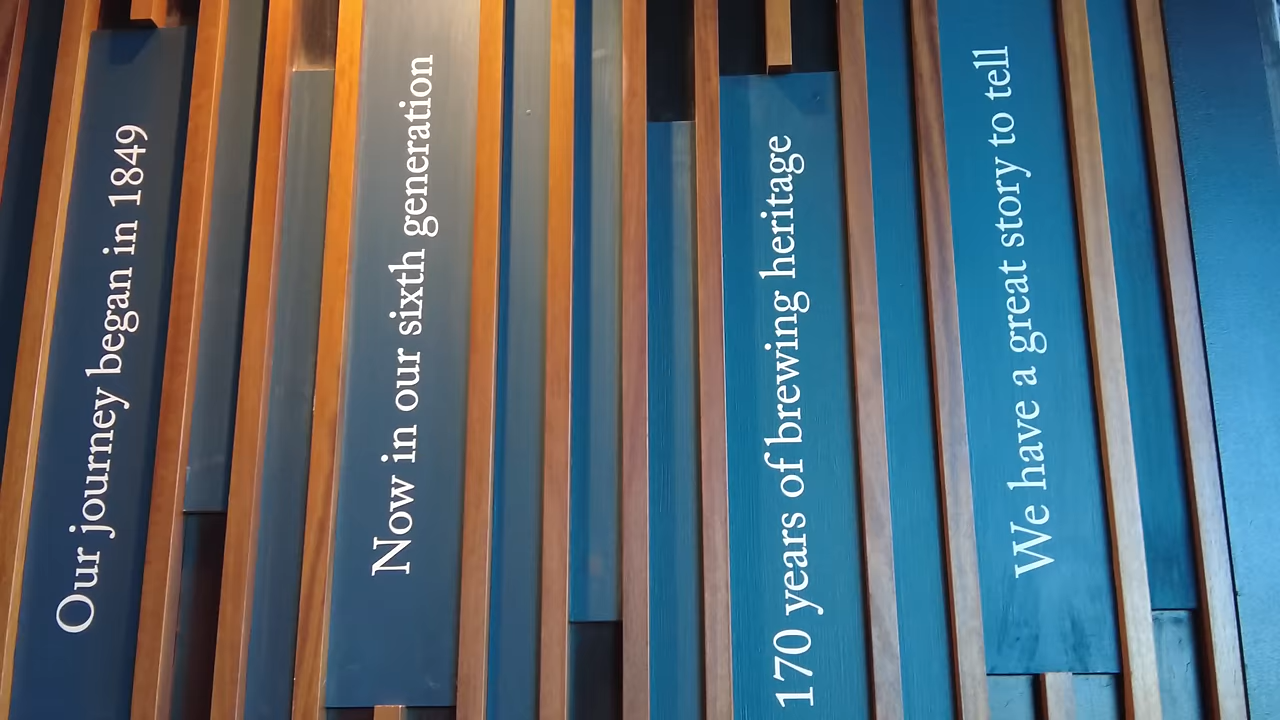 Our journey began in 1849
Now in our sixth generation
170 years of brewing heritage
We have a great story to tell